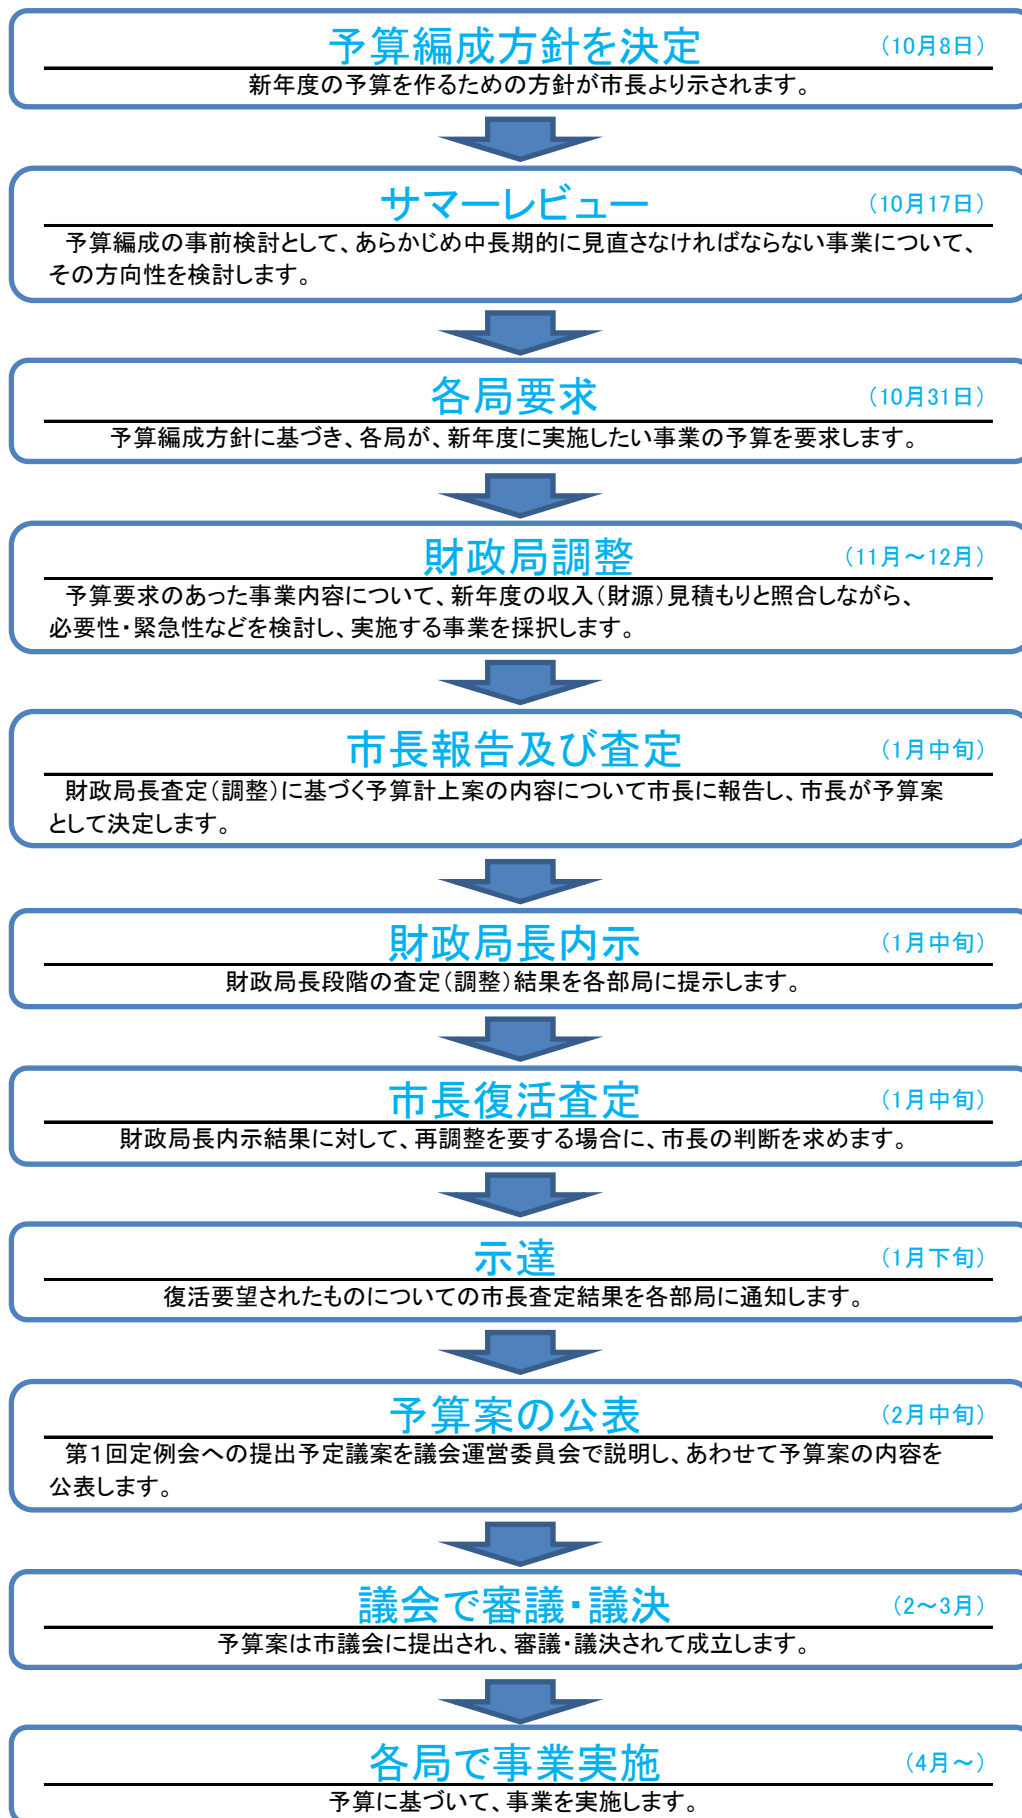 予算編成方針を決定 (10月8日)
新年度の予算を作るための方針が市長より示されます。
サマーレビュー (10月17日)
予算編成の事前検討として、あらかじめ中長期的に見直さなければならない事業について、
その方向性を検討します。
各局要求 (10月31日)
予算編成方針に基づき、各局が、新年度に実施したい事業の予算を要求します。
財政局調整 (11月～12月)
予算要求のあった事業内容について、新年度の収入(財源)見積もりと照合しながら、
必要性・緊急性などを検討し、実施する事業を採択します。
市長報告及び査定 (1月中旬)
財政局長査定(調整)に基づく予算計上案の内容について市長に報告し、市長が予算案
として決定します。
財政局長内示 (1月中旬)
財政局長段階の査定(調整)結果を各部局に提示します。
市長復活査定 (1月中旬)
財政局長内示結果に対して、再調整を要する場合に、市長の判断を求めます。
示達 (1月下旬)
復活要望されたものについての市長査定結果を各部局に通知します。
予算案の公表 (2月中旬)
第1回定例会への提出予定議案を議会運営委員会で説明し、あわせて予算案の内容を
公表します。
議会で審議・議決 (2～3月)
予算案は市議会に提出され、審議・議決されて成立します。
各局で事業実施 (4月～)
予算に基づいて、事業を実施します。